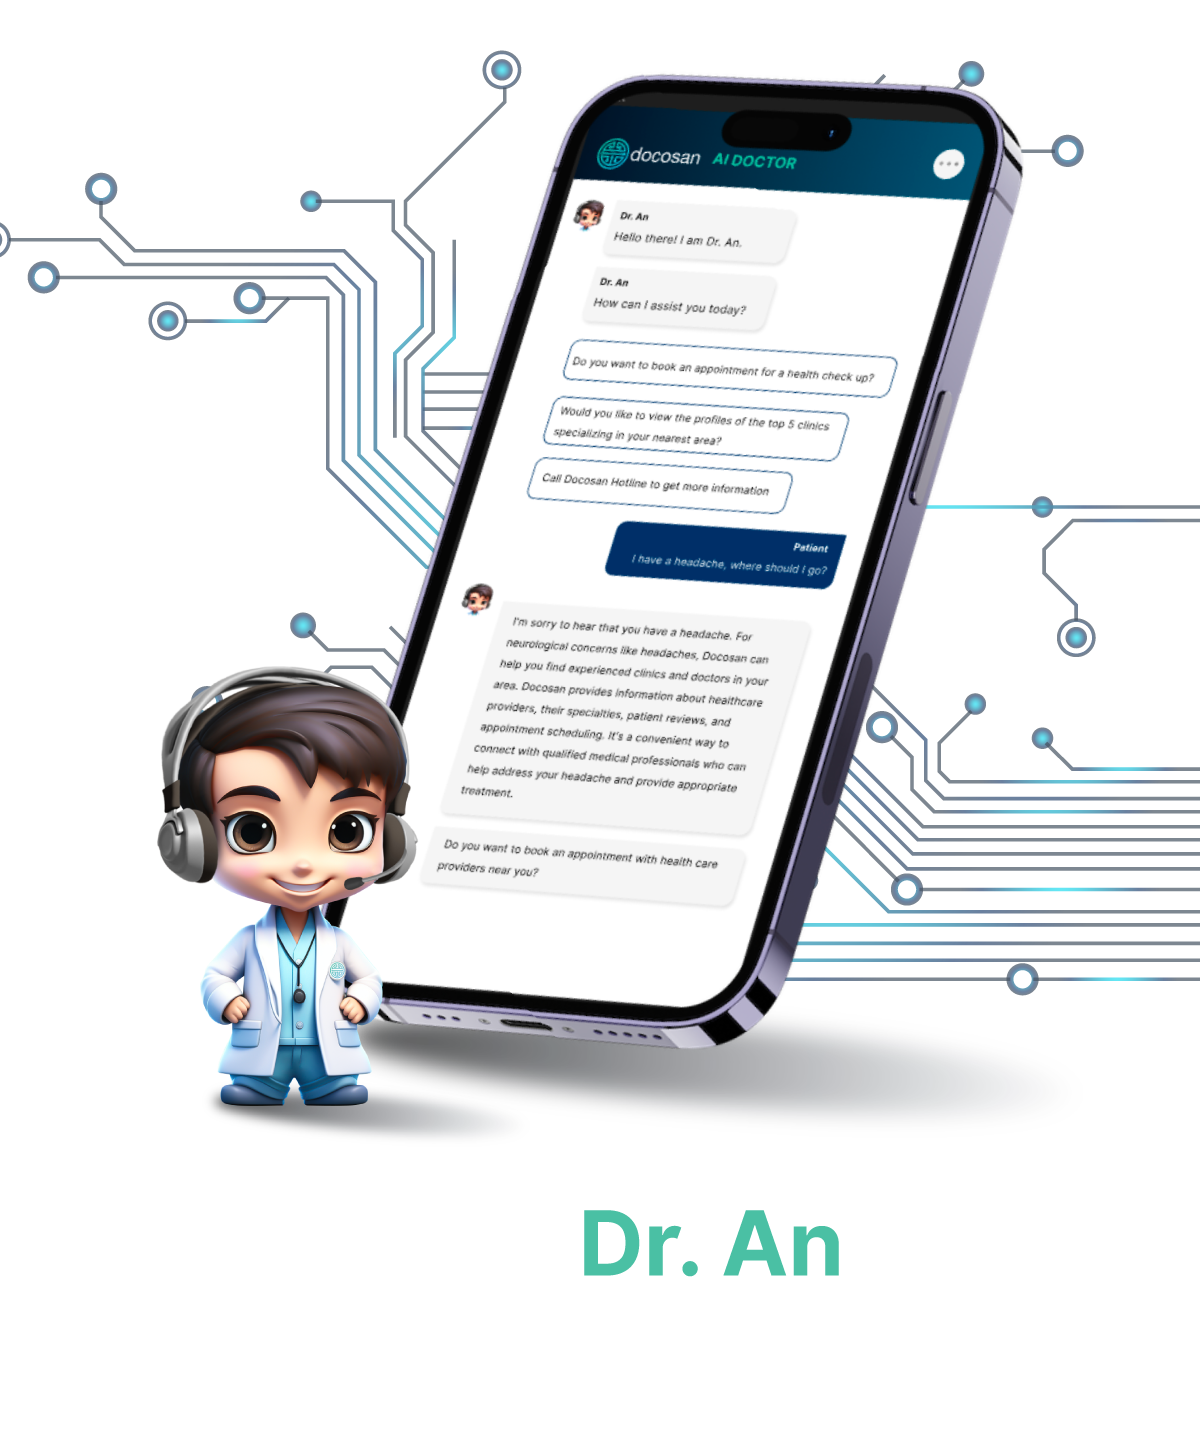 docosan AI DOCTOR
Dr. An
Hello there! I am Dr. An.
Dr. An
How can I assist you today?
Do you want to book an appointment for a health check up?
Would you like to view the profiles of the top 5 clinics
specializing in your nearest area?
Call Docosan Hotline to get more information
Patient
I have a headache, where should I go?
I'm sorry to hear that you have a headache. For
neurological concerns like headaches, Docosan can
help you find experienced clinics and doctors in your
area. Docosan provides information about healthcare
providers, their specialties, patient reviews, and
appointment scheduling. It's a convenient way to
connect with qualified medical professionals who can
help address your headache and provide appropriate
treatment.
Do you want to book an appointment with health care
providers near you?
Dr. An